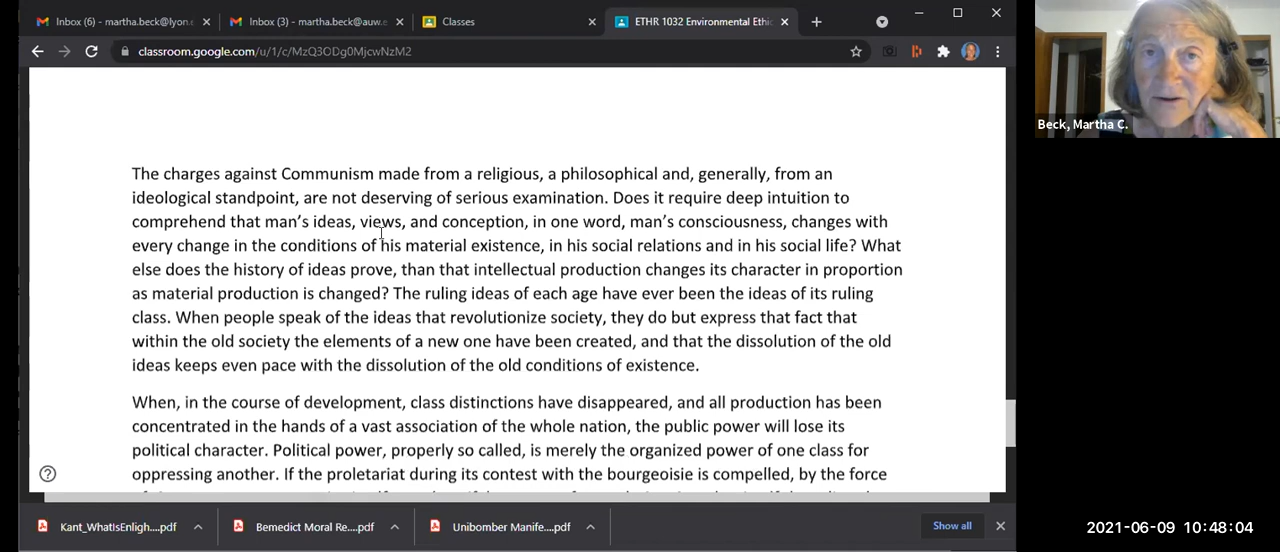 Inbox (6) - martha.beck@lyon.c
Inbox (3) - martha.beck@auw.e
Classes
ETHR 1032 Environmental Ethic
classroom.google.com/u/1/c/MzQ3ODg0MjcwNzM2
Beck, Martha C.
The charges against Communism made from a religious, a philosophical and, generally, from an
ideological standpoint, are not deserving of serious examination. Does it require deep intuition to
comprehend that man's ideas, views, and conception, in one word, man's consciousness, changes with
every change in the conditions of his material existence, in his social relations and in his social life? What
else does the history of ideas prove, than that intellectual production changes its character in proportion
as material production is changed? The ruling ideas of each age have ever been the ideas of its ruling
class. When people speak of the ideas that revolutionize society, they do but express that fact that
within the old society the elements of a new one have been created, and that the dissolution of the old
ideas keeps even pace with the dissolution of the old conditions of existence.
When, in the course of development, class distinctions have disappeared, and all production has been
concentrated in the hands of a vast association of the whole nation, the public power will lose its
political character. Political power, properly so called, is merely the organized power of one class for
oppressing another. If the proletariat during its contest with the bourgeoisie is compelled, by the force
Kant_WhatIsEnligh....pdf
Bemedict Moral Re....pdf
Unibomber Manife....pdf
Show all
2021-06-09 10:48:04